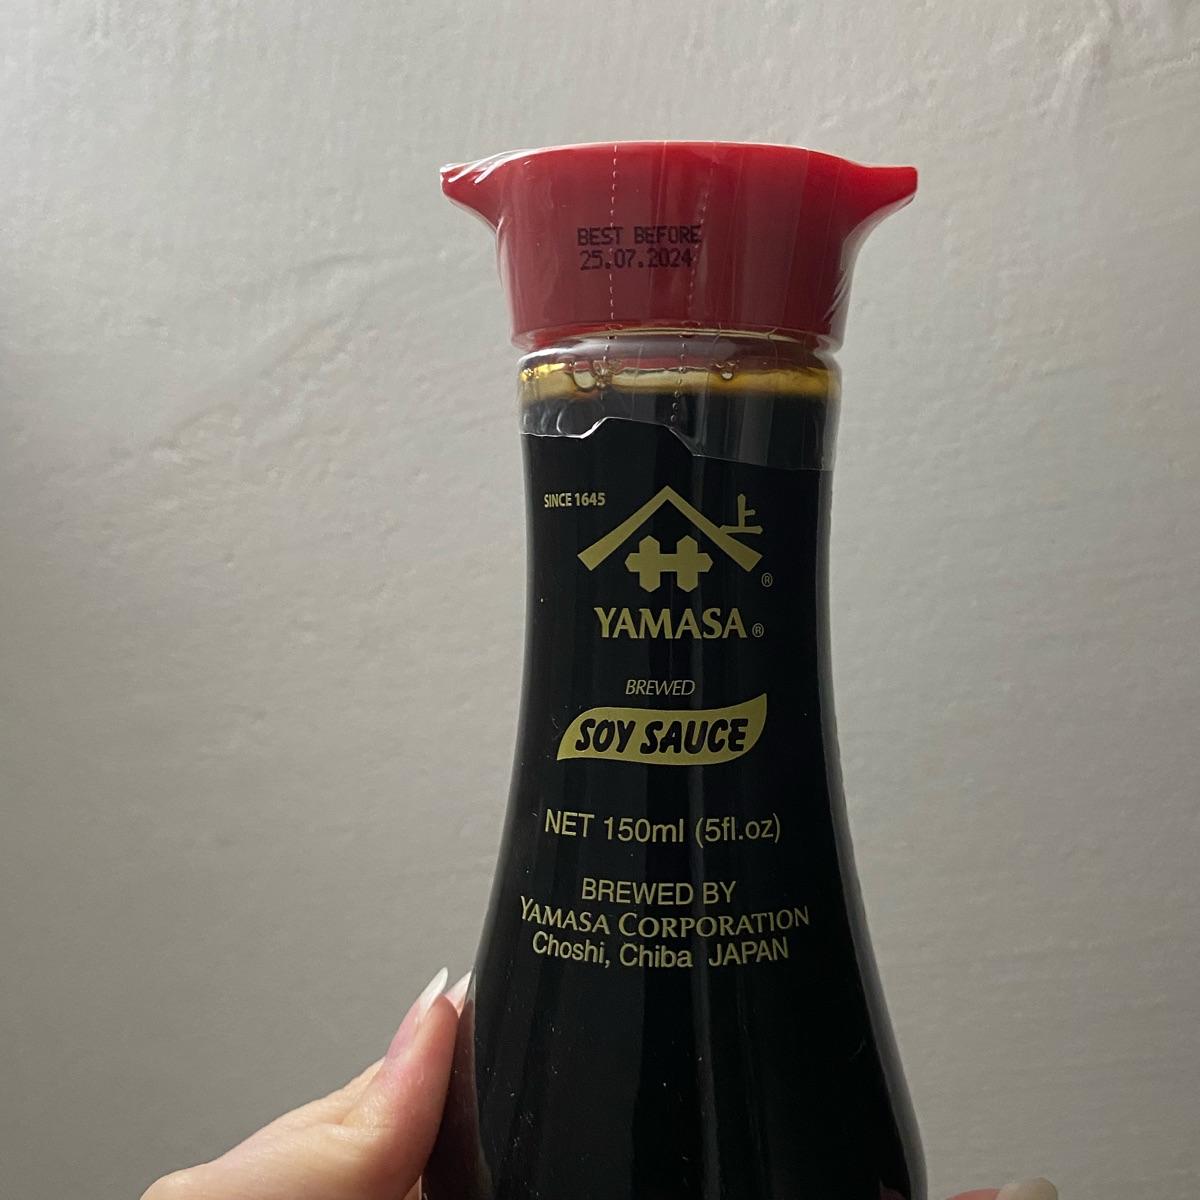 BEST BEFORE
25.07.2024
SINCE 1645
上
®
YAMASA®
BREWED
SOY SAUCE
NET 150ml (5fl.oz)
BREWED BY
YAMASA CORPORATION
Choshi, Chiba JAPAN